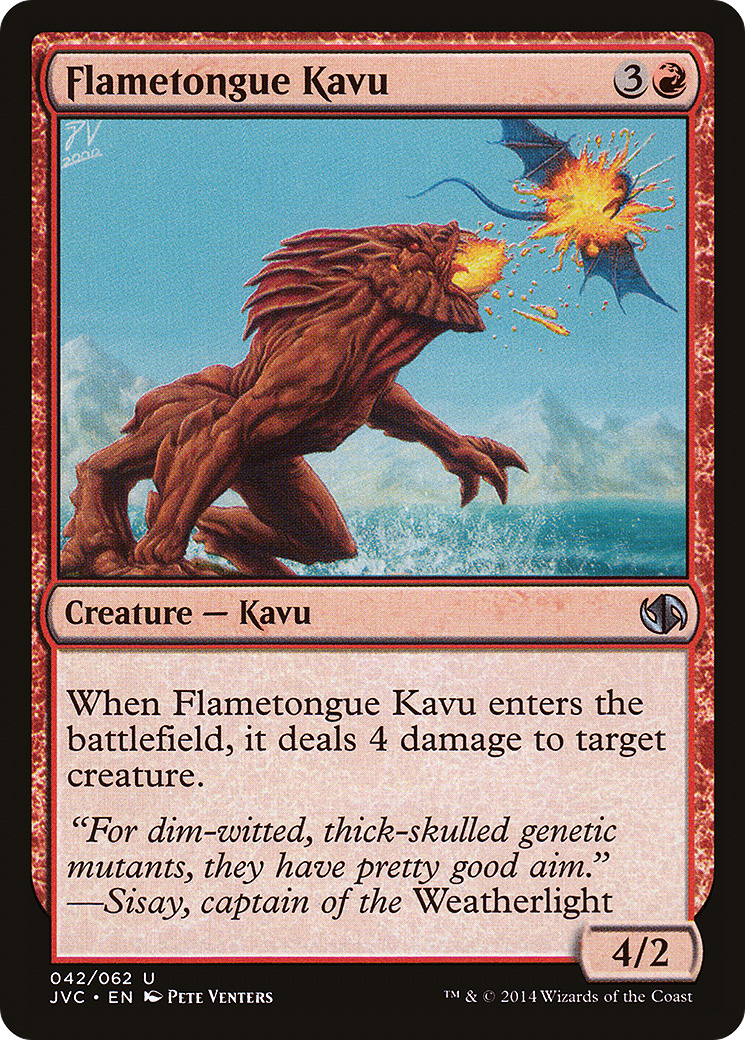 Flametongue Kavu 3
PV
2000
Creature — Kavu
When Flametongue Kavu enters the
battlefield, it deals 4 damage to target
creature.
“For dim-witted, thick-skulled genetic
mutants, they have pretty good aim.”
—Sisay, captain of the Weatherlight
4/2
042/062 U
JVC • EN Pete Venters
™ & © 2014 Wizards of the Coast